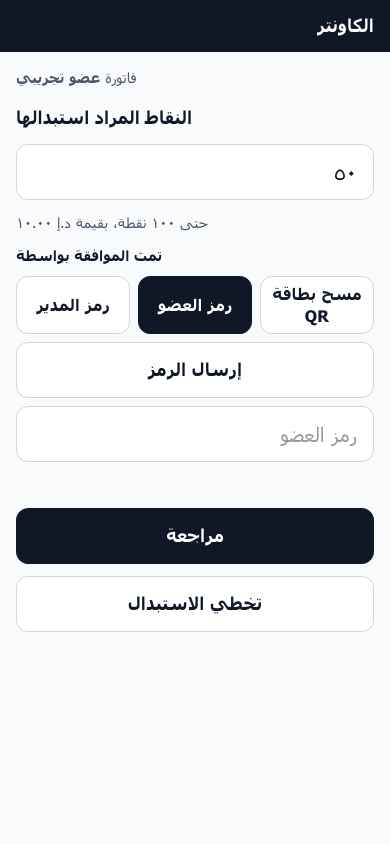 الكاونتر
فاتورة عضو تجريبي
النقاط المراد استبدالها
٥٠
حتى ١٠٠ نقطة، بقيمة د.إ ١٠.٠٠
تمت الموافقة بواسطة
مسح بطاقة QR
رمز العضو
رمز المدير
إرسال الرمز
رمز العضو
مراجعة
تخطي الاستبدال